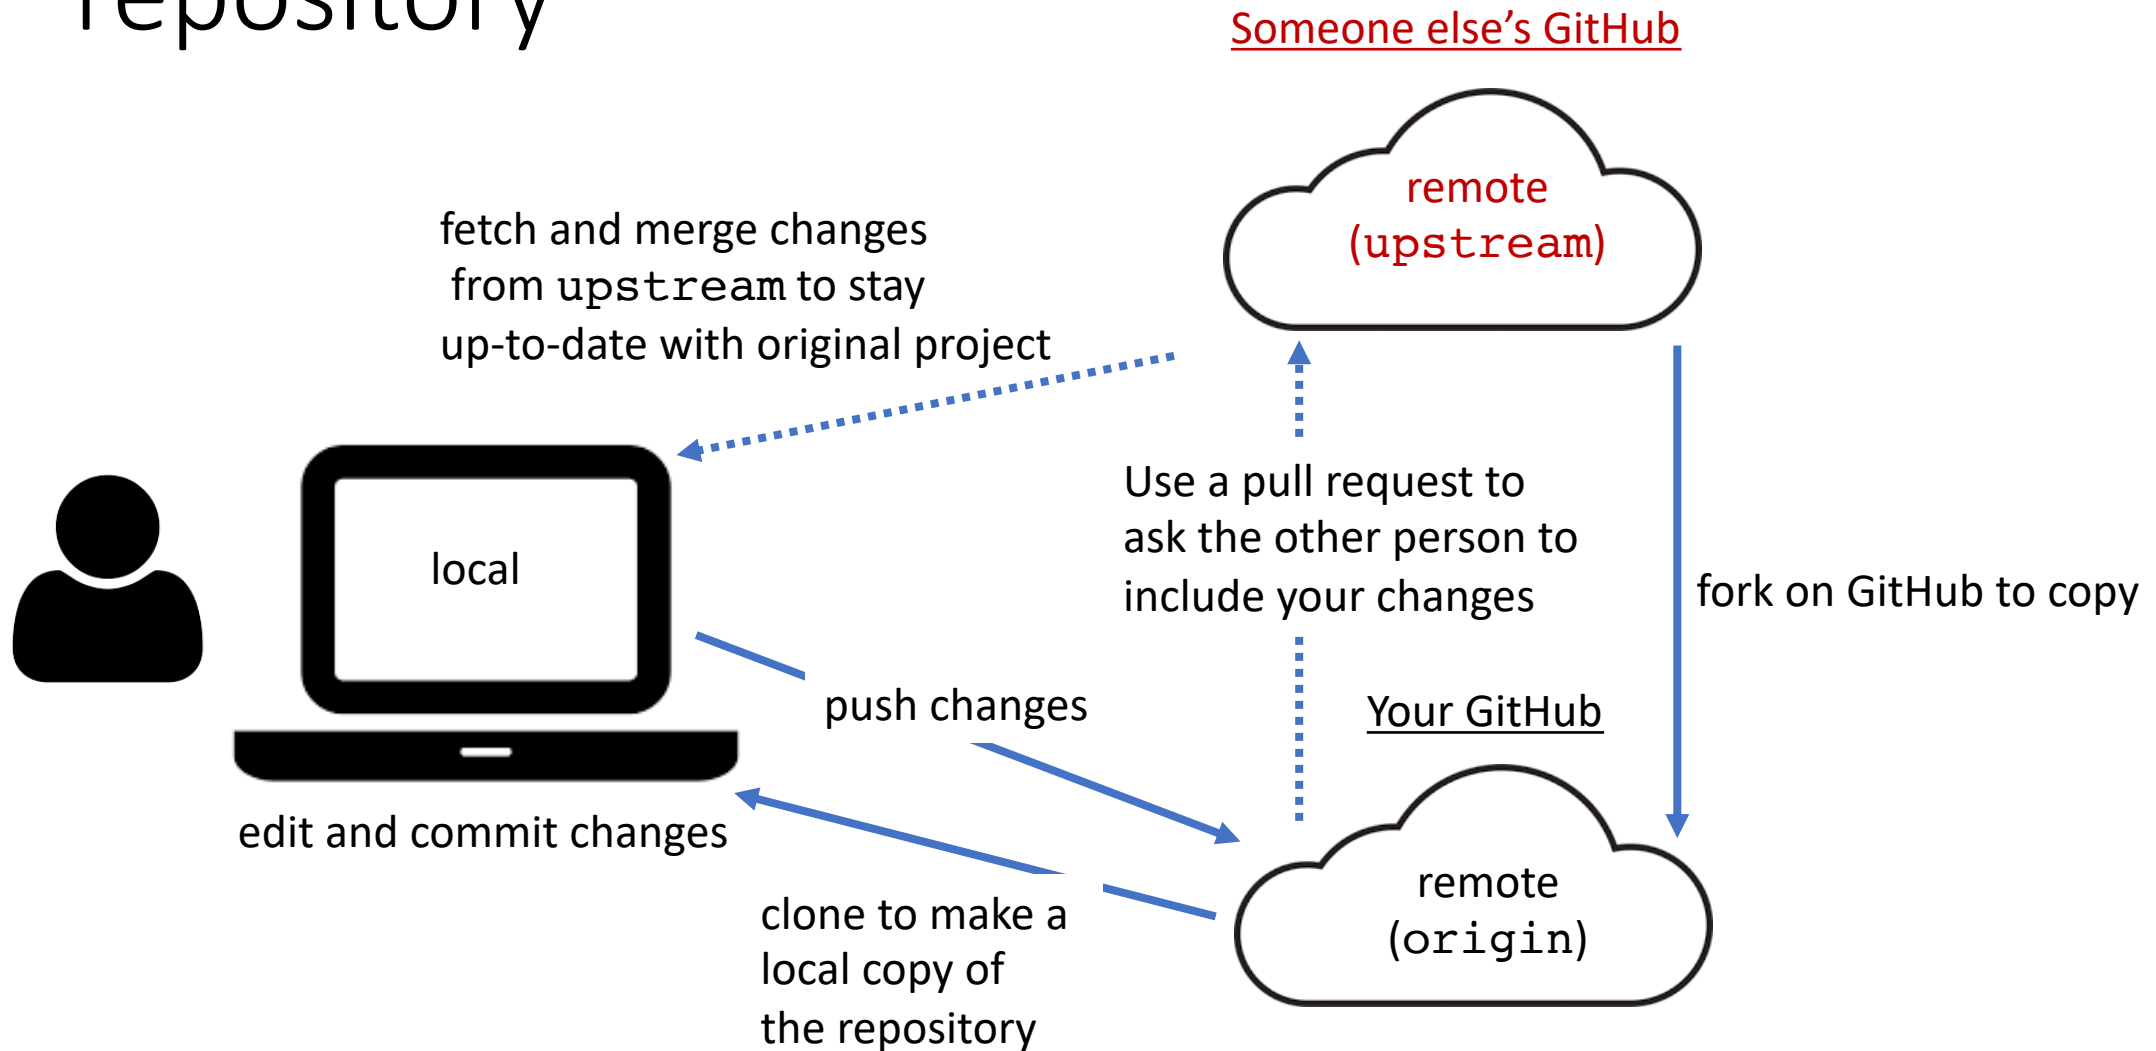 repository
Someone else's GitHub
remote
(upstream)
fetch and merge changes
from upstream to stay
up-to-date with original project
local
Use a pull request to
ask the other person to
include your changes
fork on GitHub to copy
push changes
Your GitHub
edit and commit changes
remote
(origin)
clone to make a
local copy of
the repository